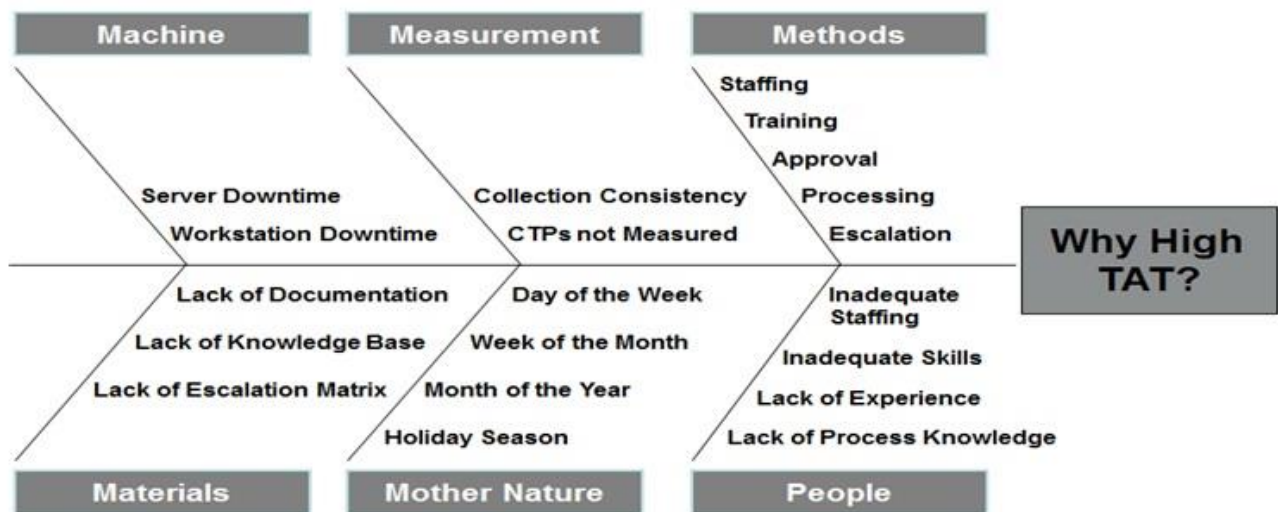 Machine
Measurement
Methods
Staffing
Training
Approval
Server Downtime
Collection Consistency
Processing
Workstation Downtime
CTPs not Measured
Escalation
Why High
TAT?
Lack of Documentation
Day of the Week
Inadequate
Staffing
Lack of Knowledge Base
Week of the Month
Inadequate Skills
Lack of Escalation Matrix
Month of the Year
Lack of Experience
Holiday Season
Lack of Process Knowledge
Materials
Mother Nature
People